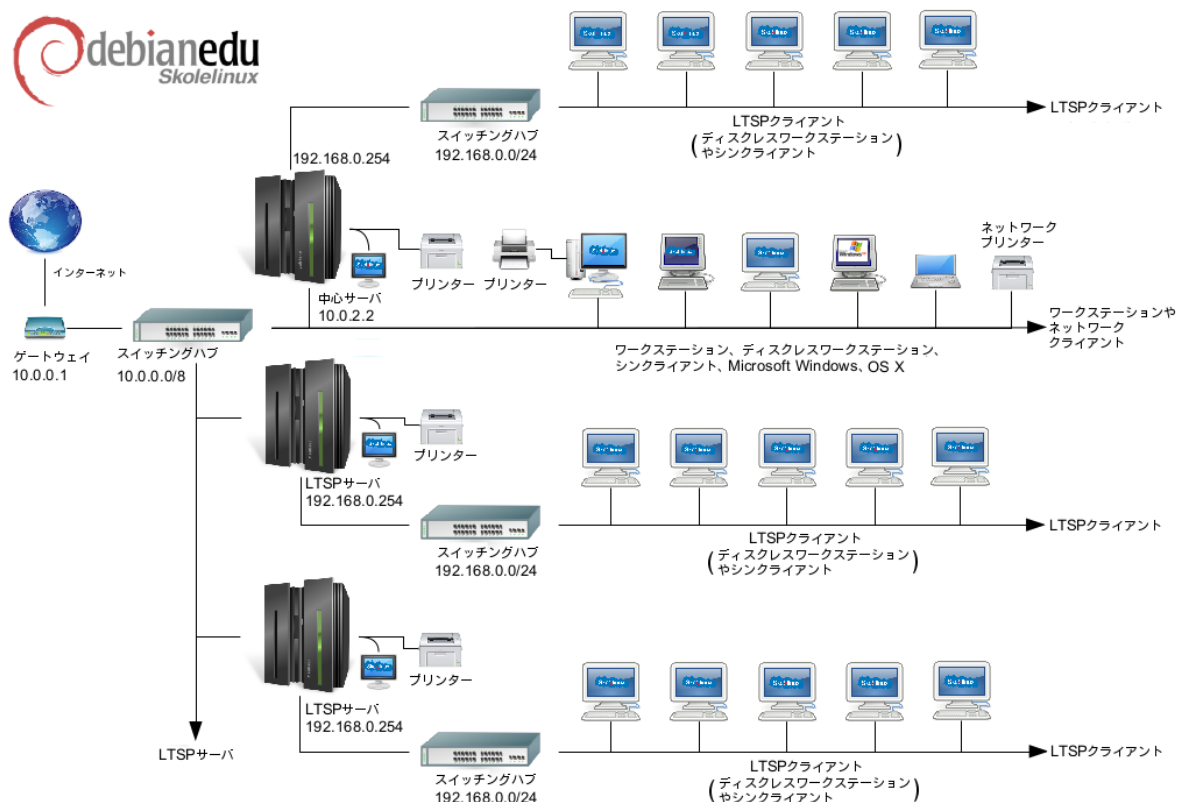 debianedu
Skolelinux
LTSPクライアント
スイッチングハブ
192.168.0.0/24
LTSPクライアント
(ディスクレスワークステーション
やシンクライアント)
192.168.0.254
インターネット
中心サーバ
10.0.2.2
プリンター
プリンター
ネットワーク
プリンター
ゲートウェイ
10.0.0.1
スイッチングハブ
10.0.0.0/8
ワークステーションや
ネットワーク
クライアント
ワークステーション、ディスクレスワークステーション、
シンクライアント、Microsoft Windows、OS X
プリンター
LTSPサーバ
192.168.0.254
スイッチングハブ
192.168.0.0/24
LTSPクライアント
(ディスクレスワークステーション
やシンクライアント)
LTSPクライアント
プリンター
LTSPサーバ
192.168.0.254
LTSPサーバ
スイッチングハブ
192.168.0.0/24
LTSPクライアント
(ディスクレスワークステーション
やシンクライアント)
LTSPクライアント